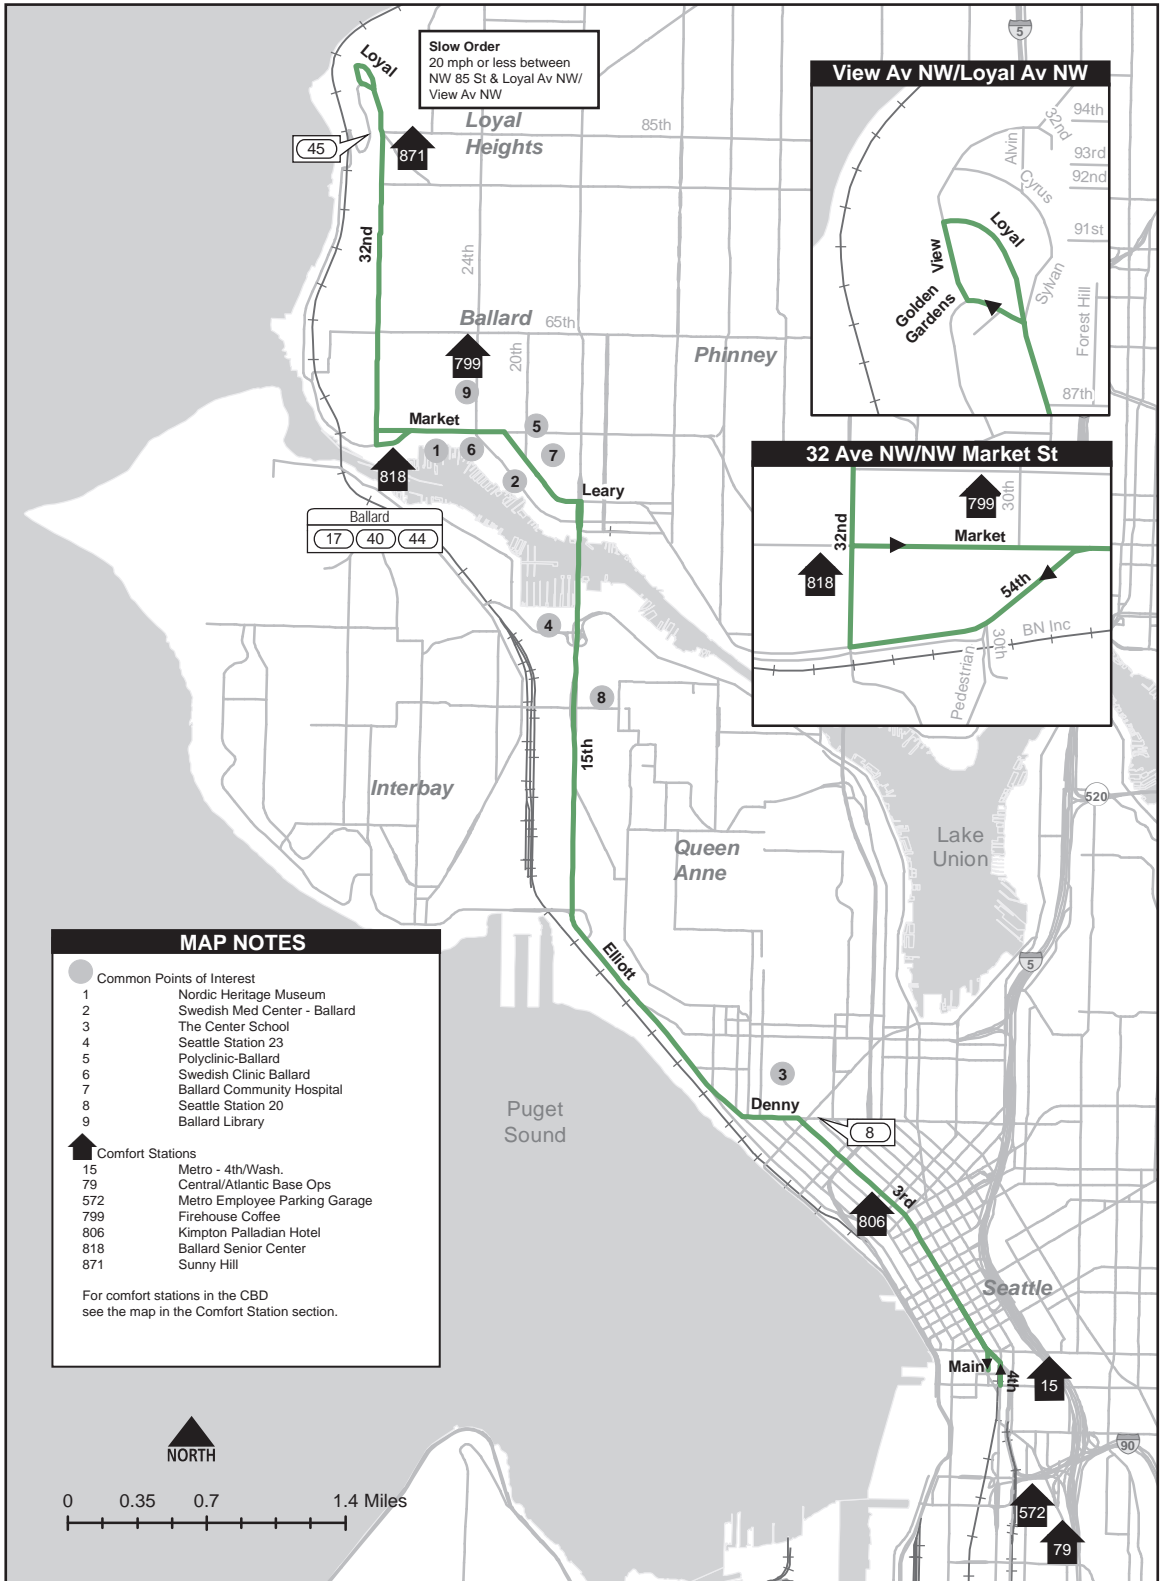 Slow Order
20 mph or less between
NW 85 St & Loyal Av NW/
View Av NW
5
Loyal
View Av NW/Loyal Av NW
94th
32nd
Alvin
93rd
92nd
Cyrus
Loyal
91st
View
Sylvan
Golden
Gardens
Forest Hill
87th
Loyal
Heights
85th
45
871
32nd
24th
Ballard
65th
20th
Phinney
799
9
Market
5
1
6
7
2
818
Leary
Ballard
17
40
44
32 Ave NW/NW Market St
799
30th
32nd
Market
818
54th
BN Inc
30th
Pedestrian
4
8
15th
Interbay
520
Lake
Union
Queen
Anne
5
Elliott
MAP NOTES
Common Points of Interest
1 Nordic Heritage Museum
2 Swedish Med Center - Ballard
3 The Center School
4 Seattle Station 23
5 Polyclinic-Ballard
6 Swedish Clinic Ballard
7 Ballard Community Hospital
8 Seattle Station 20
9 Ballard Library
Comfort Stations
15 Metro - 4th/Wash.
79 Central/Atlantic Base Ops
572 Metro Employee Parking Garage
799 Firehouse Coffee
806 Kimpton Palladian Hotel
818 Ballard Senior Center
871 Sunny Hill
For comfort stations in the CBD
see the map in the Comfort Station section.
3
Denny
Puget
Sound
8
3rd
806
Seattle
Main
4th
15
90
572
79
NORTH
0 0.35 0.7 1.4 Miles